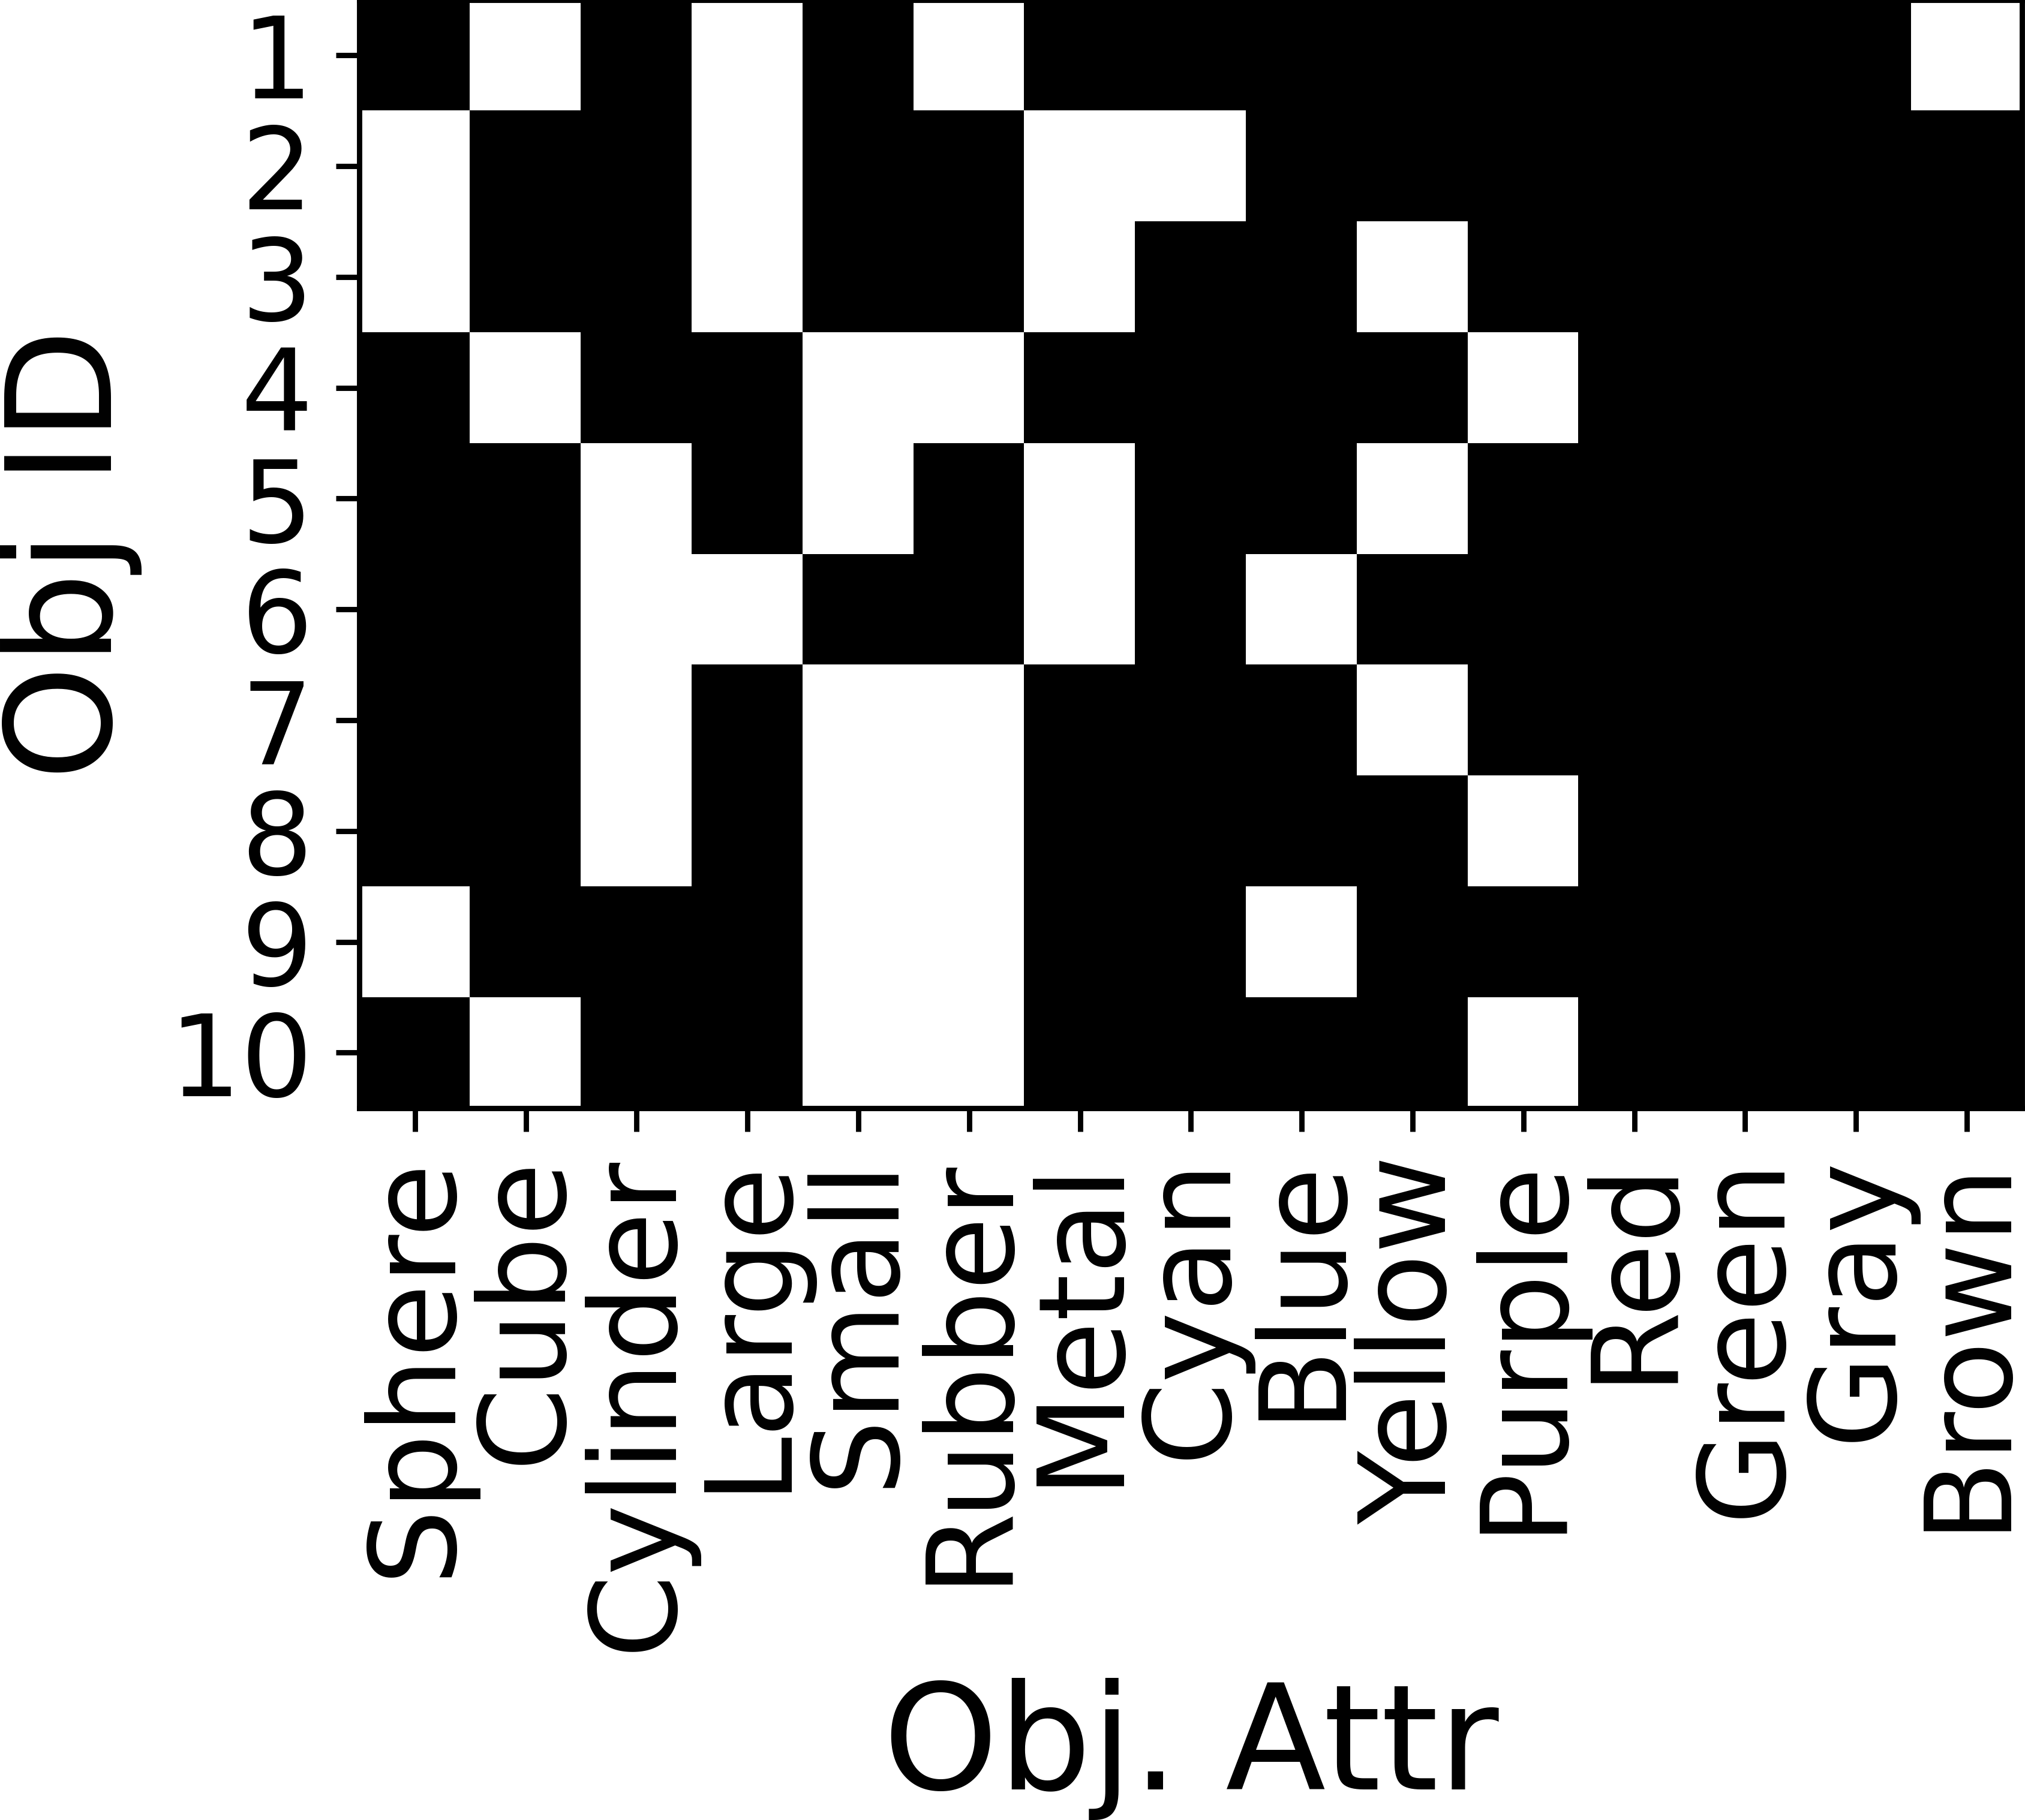 Obj ID
1
2
3
4
5
6
7
8
9
10
Sphere
Cube
Cylinder
Large
Small
Rubber
Metal
Cyan
Blue
Yellow
Purple
Red
Green
Gray
Brown
Obj. Attr